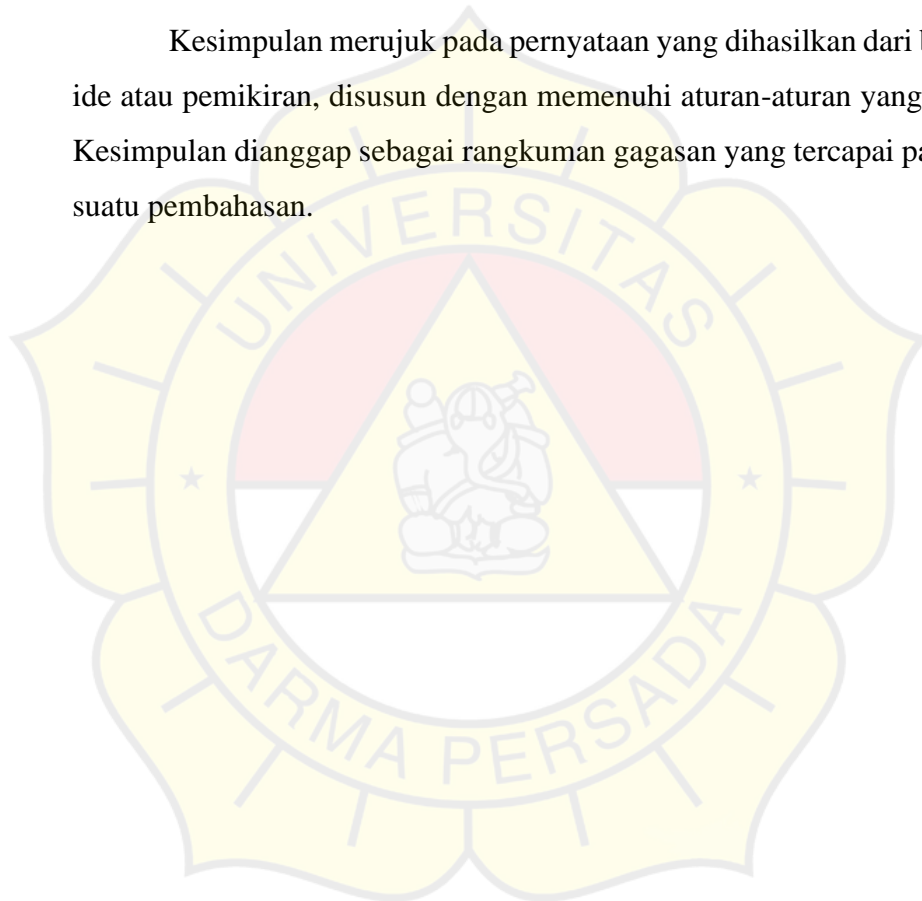 Kesimpulan merujuk pada pernyataan yang dihasilkan dari
ide atau pemikiran, disusun dengan memenuhi aturan-aturan yang
Kesimpulan dianggap sebagai rangkuman gagasan yang tercapai
suatu pembahasan.
UNIVERSITAS
DARMA PERSADA